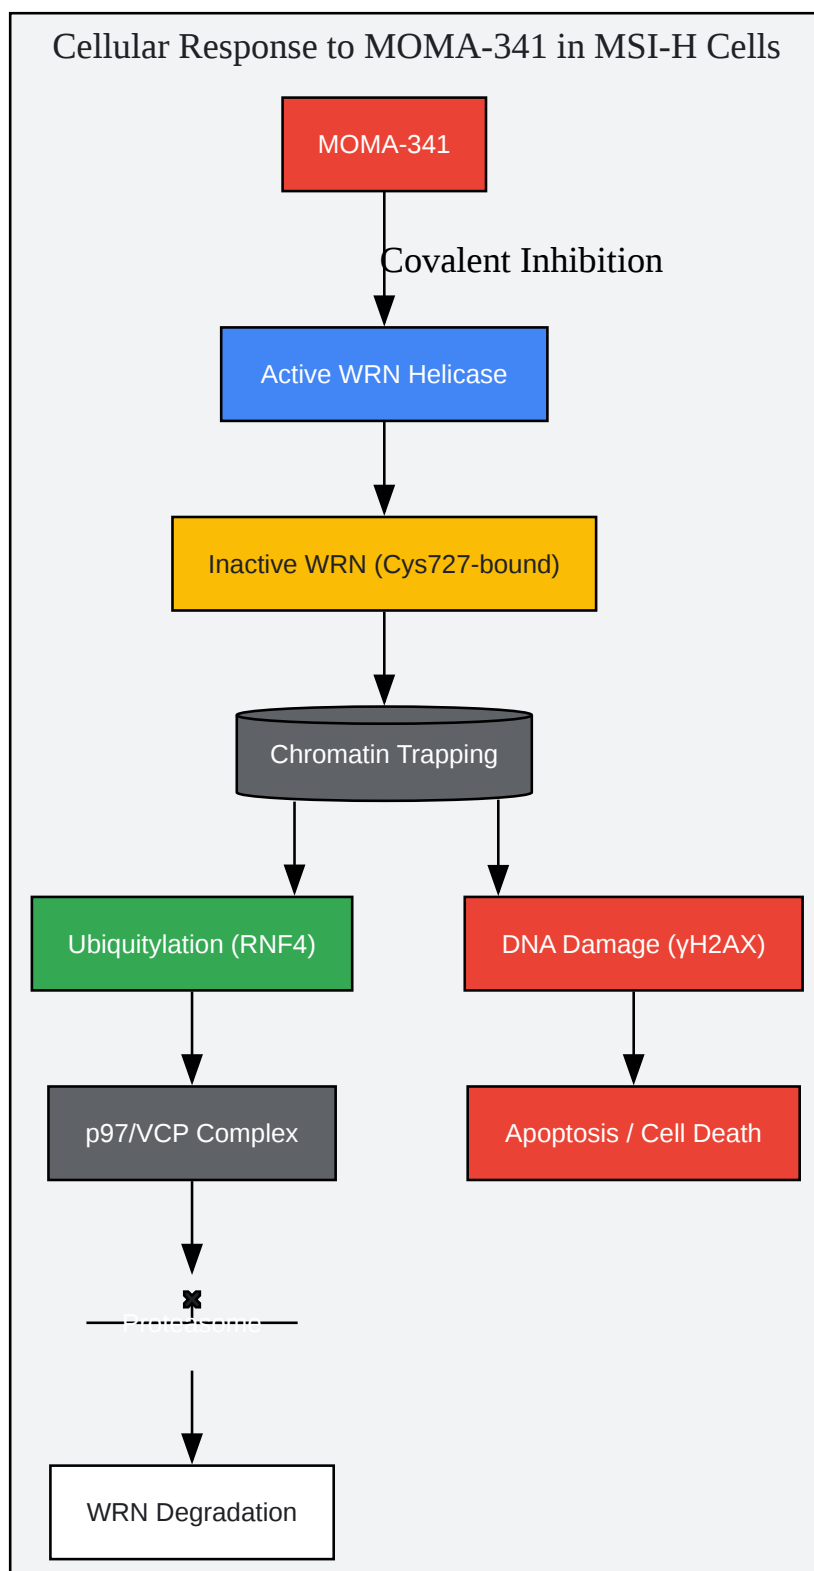 Cellular Response to MOMA-341 in MSI-H Cells
MOMA-341
Covalent Inhibition
Active WRN Helicase
Inactive WRN (Cys727-bound)
Chromatin Trapping
Ubiquitylation (RNF4)
DNA Damage (γH2AX)
p97/VCP Complex
Apoptosis / Cell Death
Proteasome
WRN Degradation